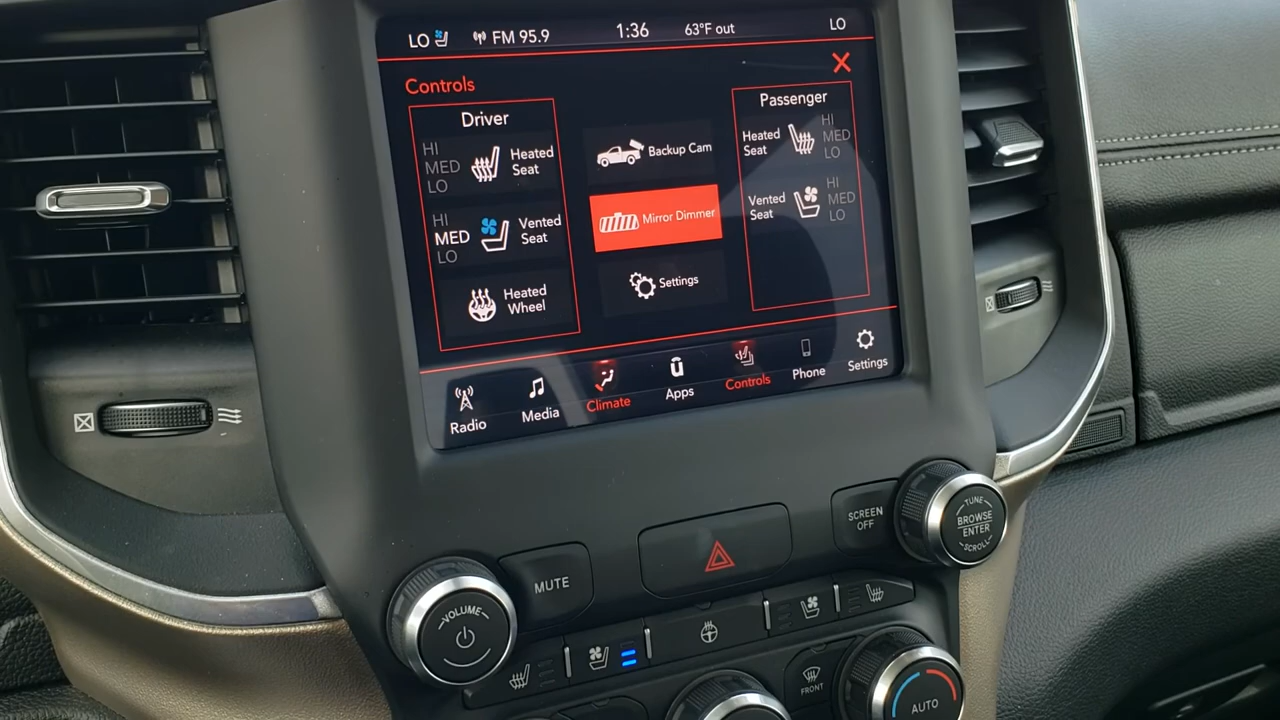 LO FM 95.9 1:36 63°F out LO
Controls
Driver
HI
MED
LO
Heated
Seat
HI
MED
LO
Vented
Seat
Heated
Wheel
Backup Cam
Mirror Dimmer
Settings
Passenger
Heated
Seat
HI
MED
LO
Vented
Seat
HI
MED
LO
Radio
Media
Climate
Apps
Controls
Phone
Settings
SCREEN
OFF
TUNE
BROWSE
ENTER
SCROLL
MUTE
VOLUME
FRONT
AUTO